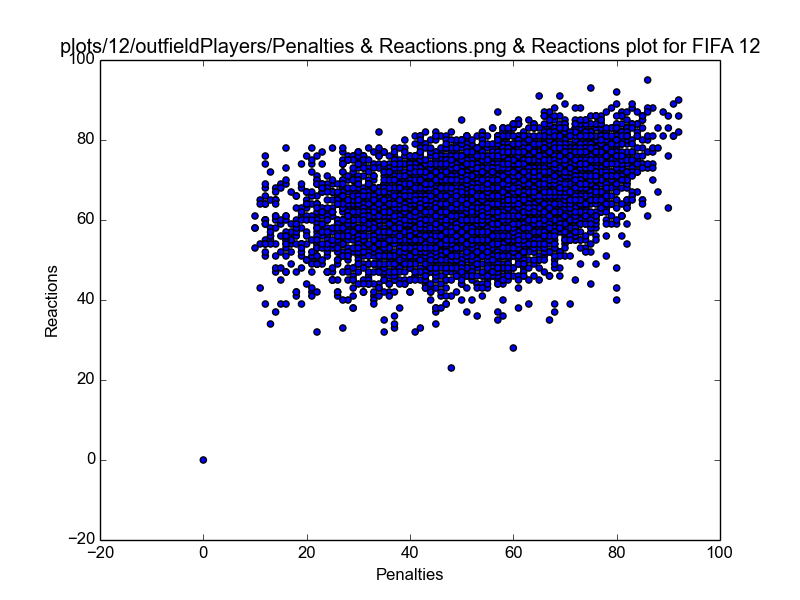 plots/12/outfieldPlayers/Penalties & Reactions.png & Reactions plot for FIFA 12
100
80
60
40
20
0
−20
Reactions
−20 0 20 40 60 80 100
Penalties